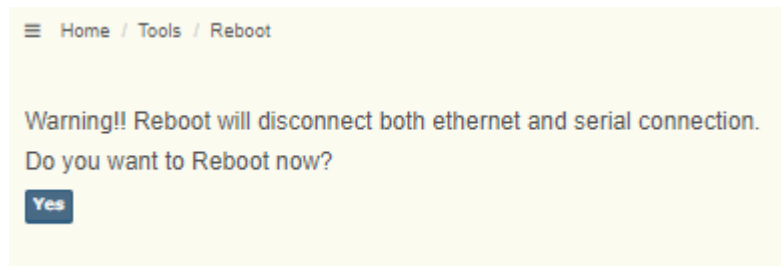 ☰ Home / Tools / Reboot
Warning!! Reboot will disconnect both ethernet and serial connection.
Do you want to Reboot now?
Yes